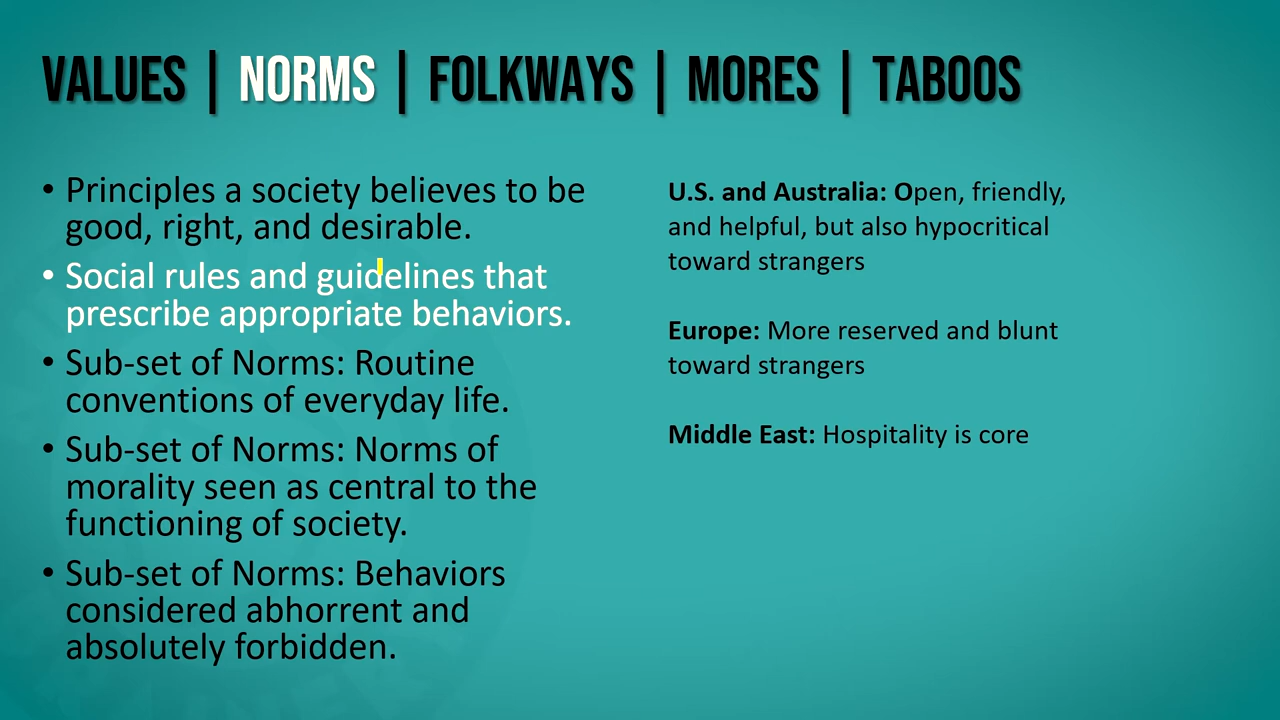 VALUES | NORMS | FOLKWAYS | MORES | TABOOS
• Principles a society believes to be
good, right, and desirable.
• Social rules and guidelines that
prescribe appropriate behaviors.
• Sub-set of Norms: Routine
conventions of everyday life.
• Sub-set of Norms: Norms of
morality seen as central to the
functioning of society.
• Sub-set of Norms: Behaviors
considered abhorrent and
absolutely forbidden.
U.S. and Australia: Open, friendly,
and helpful, but also hypocritical
toward strangers
Europe: More reserved and blunt
toward strangers
Middle East: Hospitality is core